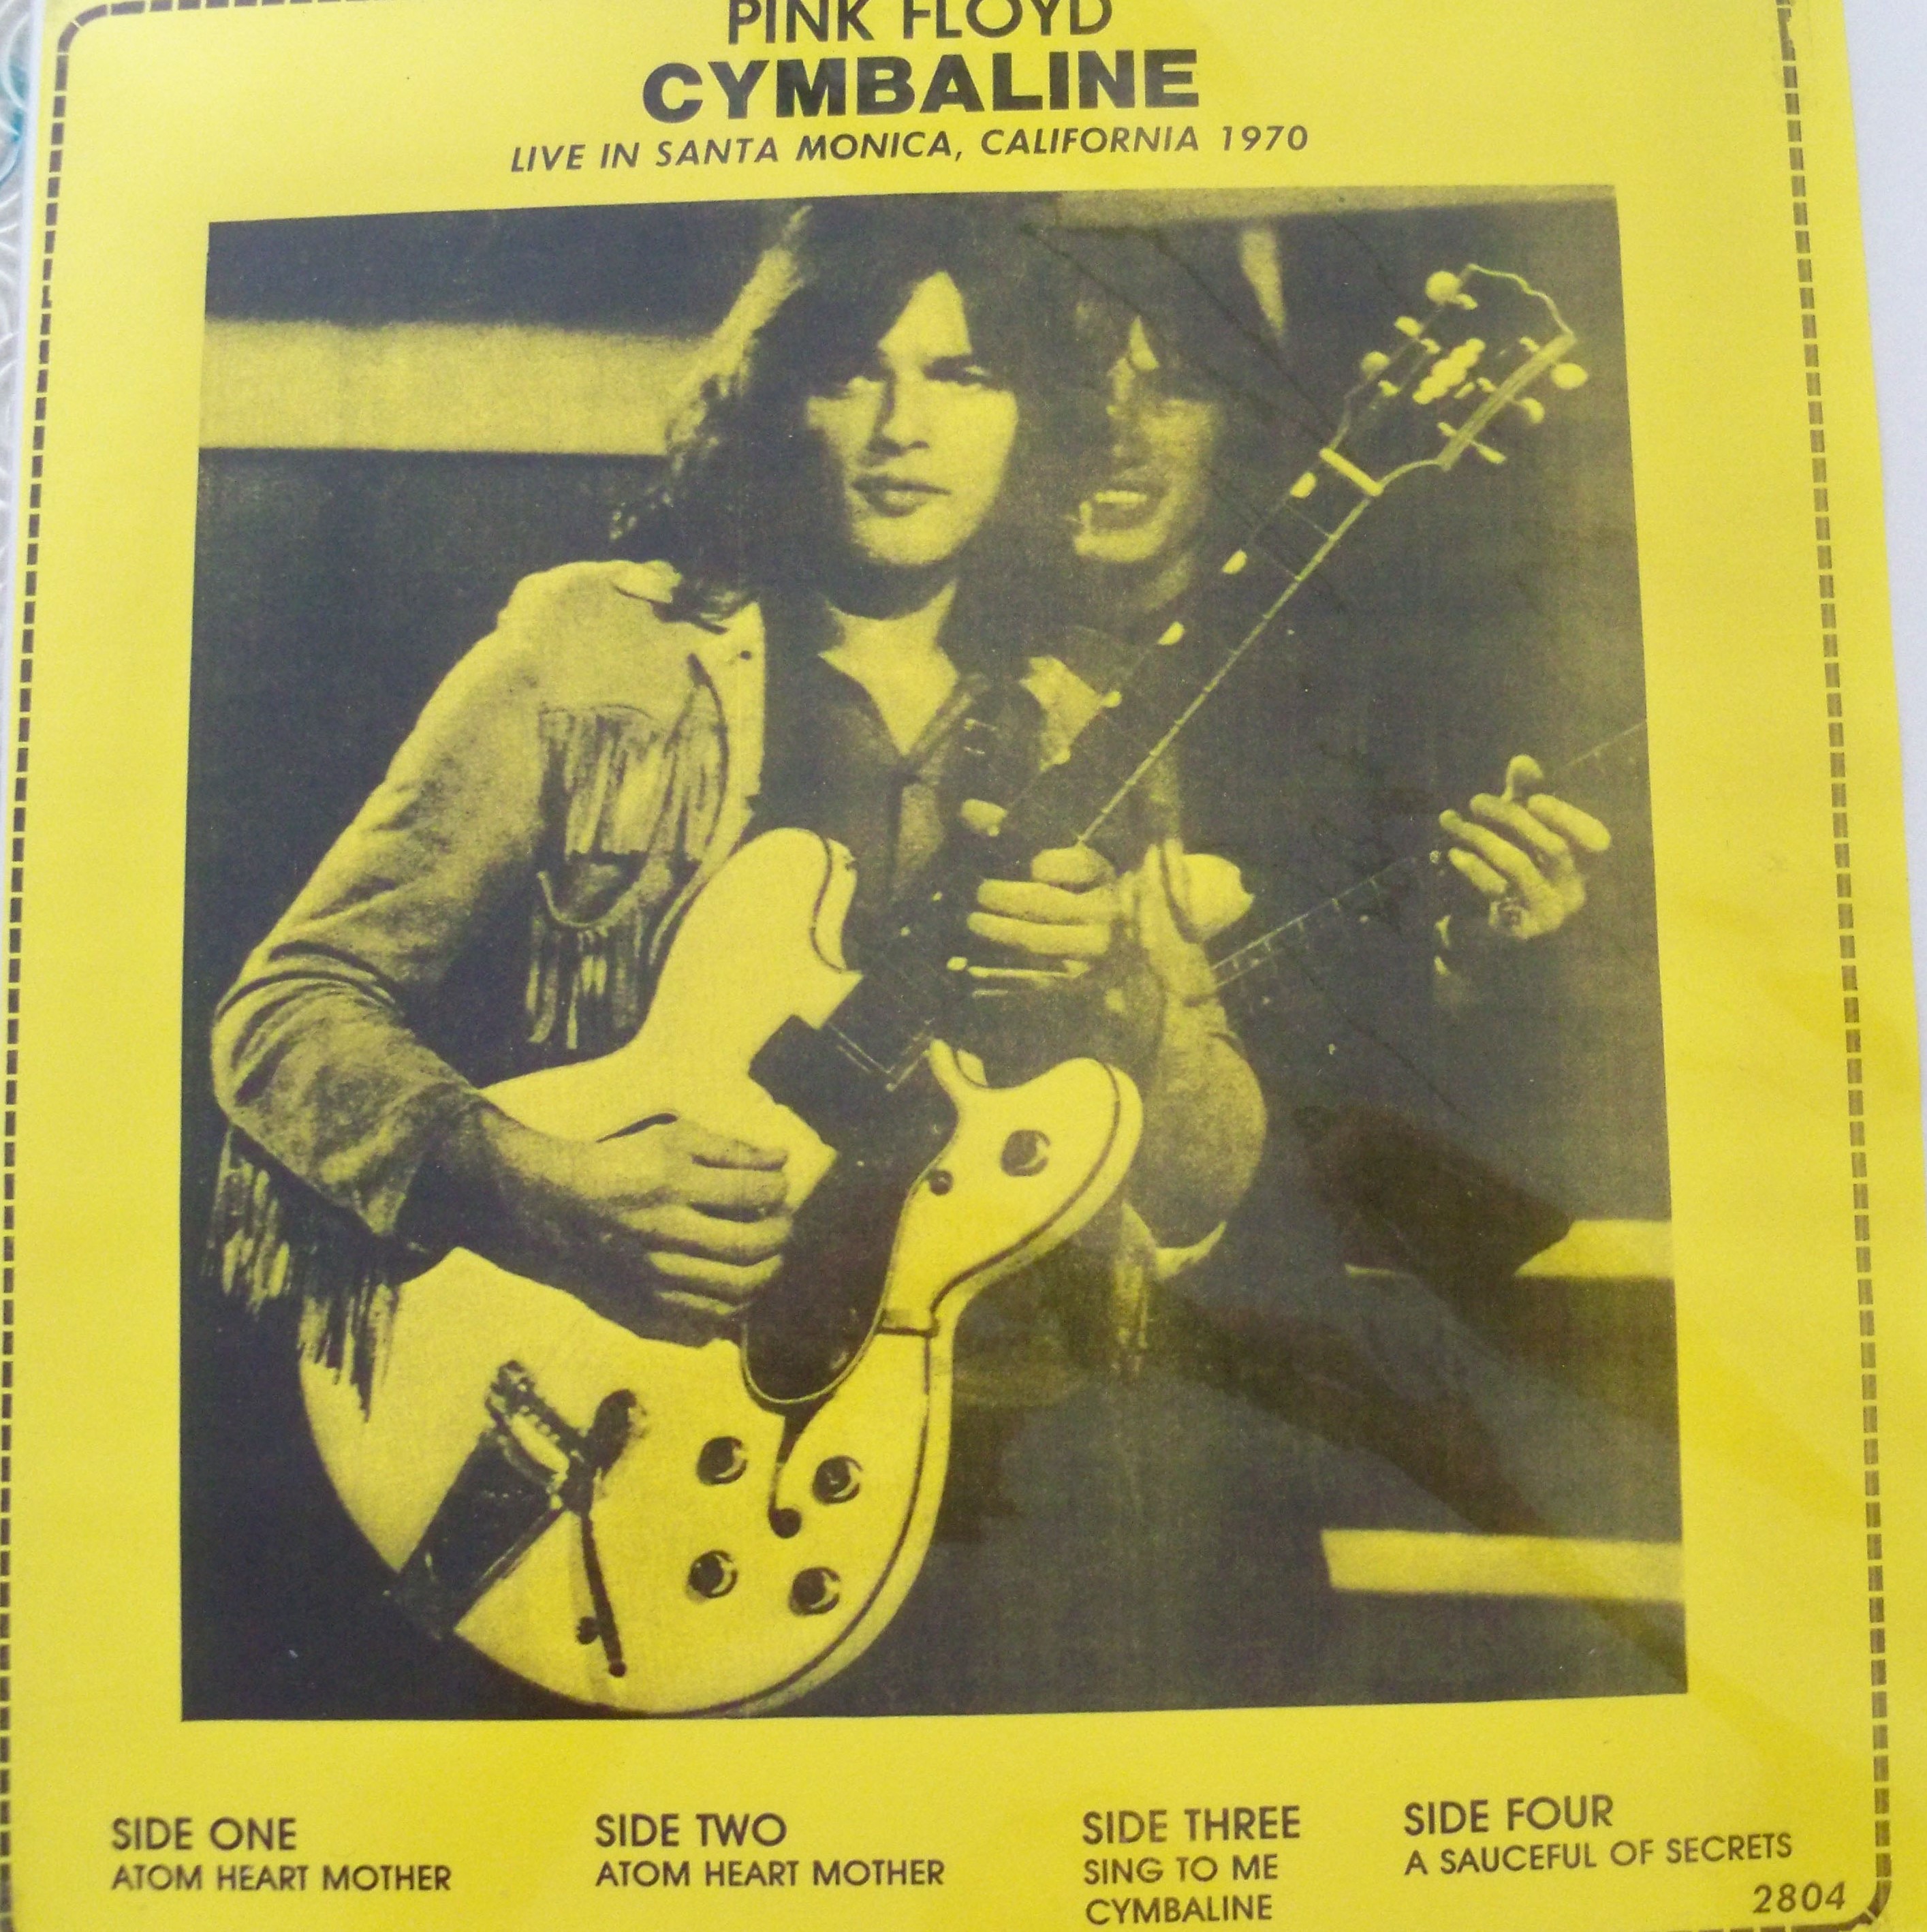 PINK FLOYD
CYMBALINE
LIVE IN SANTA MONICA, CALIFORNIA 1970
SIDE ONE
ATOM HEART MOTHER
SIDE TWO
ATOM HEART MOTHER
SIDE THREE
SING TO ME
CYMBALINE
SIDE FOUR
A SAUCEFUL OF SECRETS
2804